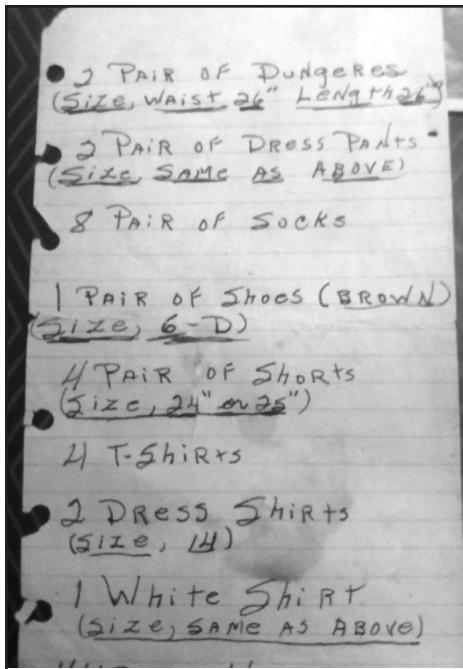 2 PAIR OF DUNGERES
(SIZE, WAIST 26" LENGTH 26")
2 PAIR OF DRESS PANTS
(SIZE SAME AS ABOVE)
8 PAIR OF SOCKS
1 PAIR OF SHOES (BROWN)
(SIZE, 6-D)
4 PAIR OF SHORTS
(SIZE, 24" or 25")
4 T-SHIRTS
2 DRESS SHIRTS
(SIZE, 14)
1 WHITE SHIRT
(SIZE, SAME AS ABOVE)